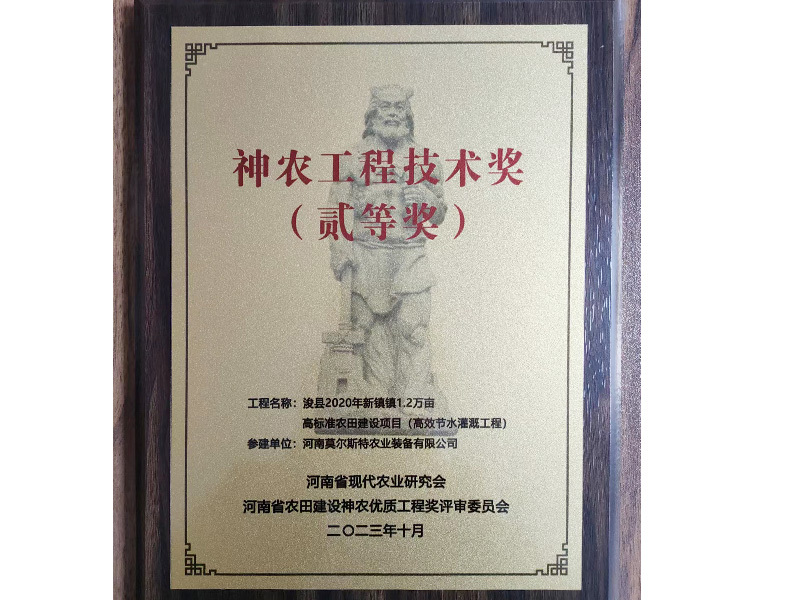 神农工程技术奖
（贰等奖）
工程名称：浚县2020年新镇镇1.2万亩
高标准农田建设项目（高效节水灌溉工程）
参建单位：河南莫尔斯特农业装备有限公司
河南省现代农业研究会
河南省农田建设神农优质工程奖评审委员会
二〇二三年十月